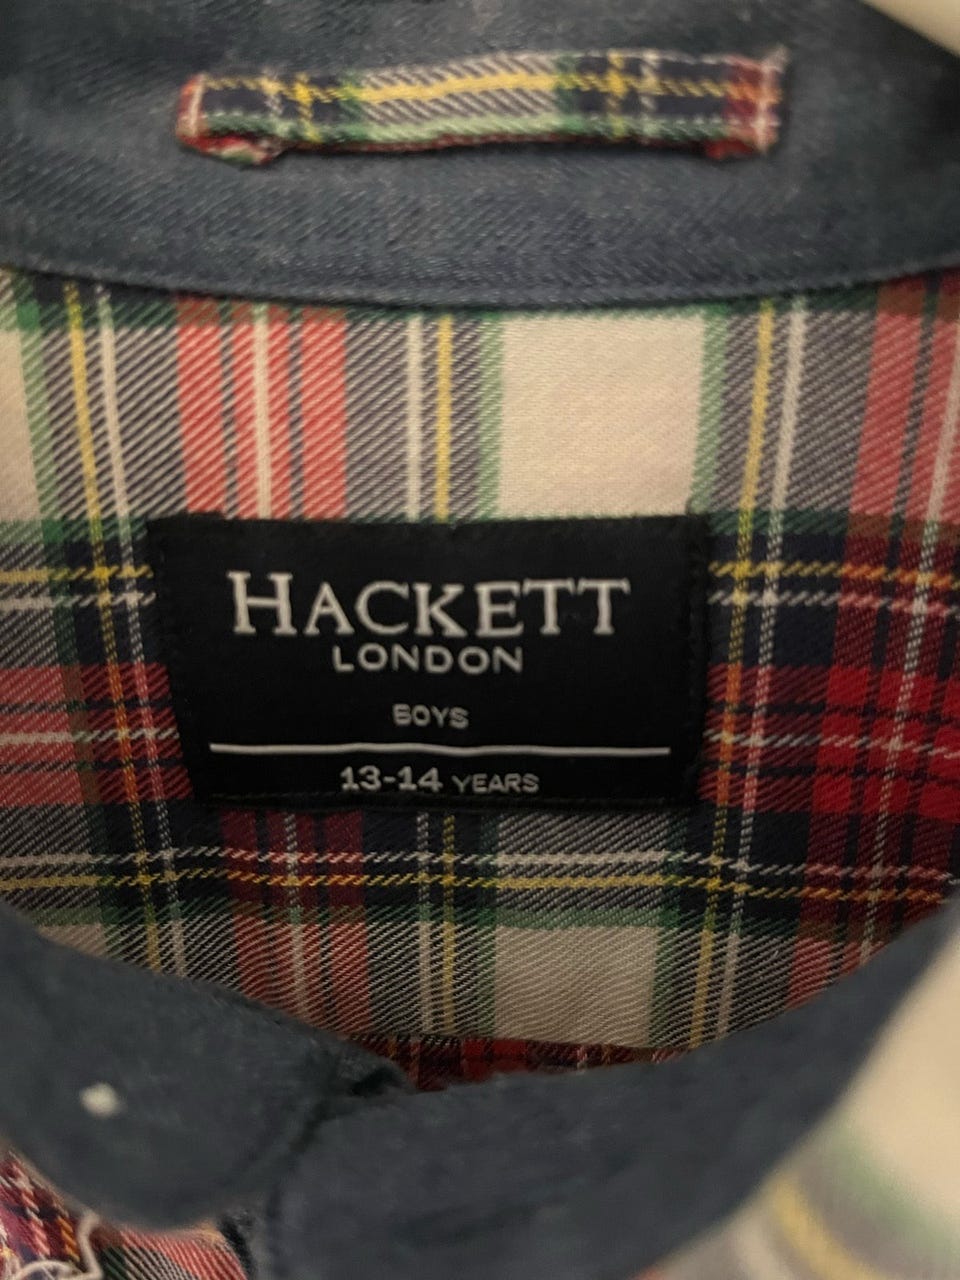 HACKETT
LONDON
BOYS
13-14 YEARS